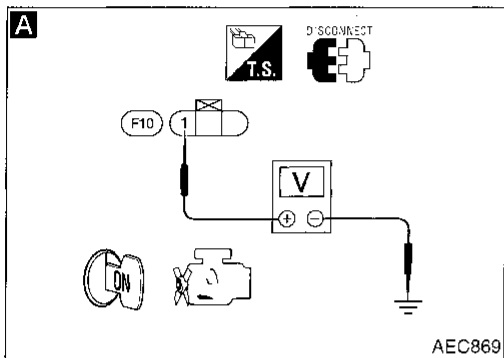 A
DISCONNECT
T.S.
F10 1
V
⊕ ⊖
ON
AEC869